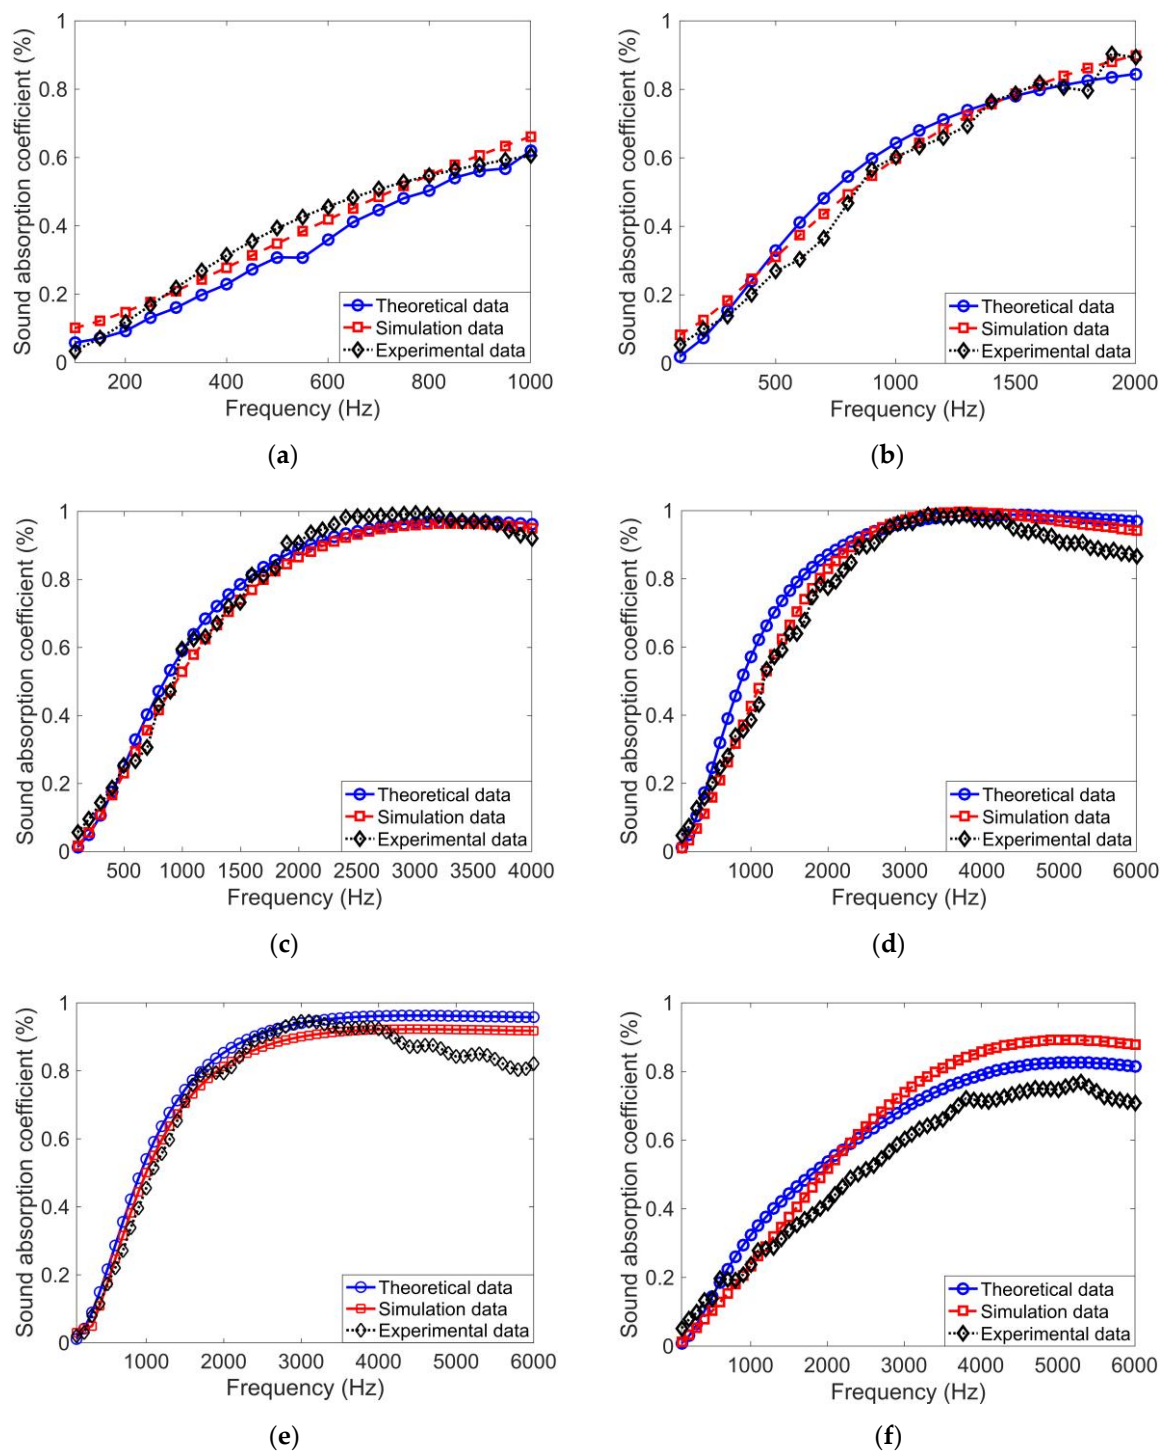 Sound absorption coefficient (%)
1
0.8
0.6
0.4
0.2
0
Theoretical data
Simulation data
Experimental data
200 400 600 800 1000
Frequency (Hz)
(a)
Sound absorption coefficient (%)
1
0.8
0.6
0.4
0.2
0
Theoretical data
Simulation data
Experimental data
500 1000 1500 2000
Frequency (Hz)
(b)
Sound absorption coefficient (%)
1
0.8
0.6
0.4
0.2
0
Theoretical data
Simulation data
Experimental data
500 1000 1500 2000 2500 3000 3500 4000
Frequency (Hz)
(c)
Sound absorption coefficient (%)
1
0.8
0.6
0.4
0.2
0
Theoretical data
Simulation data
Experimental data
1000 2000 3000 4000 5000 6000
Frequency (Hz)
(d)
Sound absorption coefficient (%)
1
0.8
0.6
0.4
0.2
0
Theoretical data
Simulation data
Experimental data
1000 2000 3000 4000 5000 6000
Frequency (Hz)
(e)
Sound absorption coefficient (%)
1
0.8
0.6
0.4
0.2
0
Theoretical data
Simulation data
Experimental data
1000 2000 3000 4000 5000 6000
Frequency (Hz)
(f)